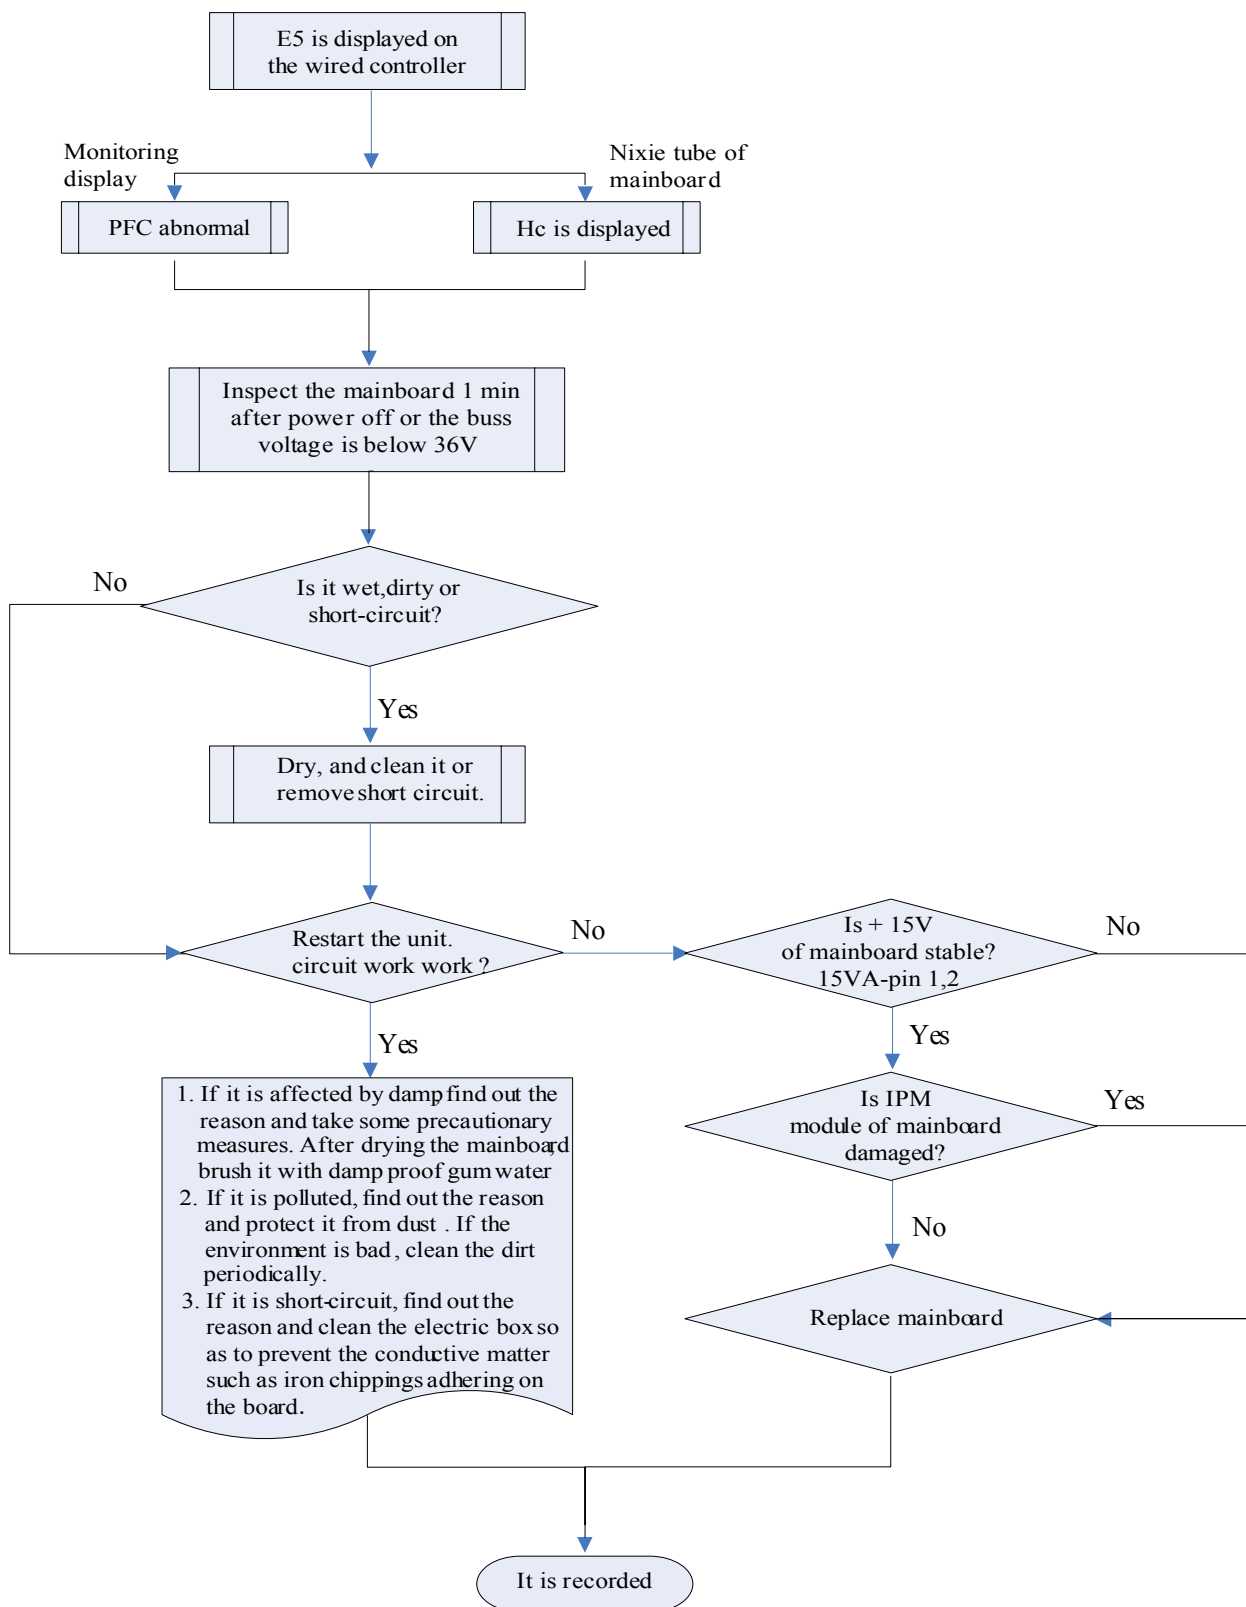 E5 is displayed on
the wired controller
Monitoring
display
Nixie tube of
mainboard
PFC abnormal
Hc is displayed
Inspect the mainboard 1 min
after power off or the buss
voltage is below 36V
No
Is it wet,dirty or
short-circuit?
Yes
Dry, and clean it or
remove short circuit.
Restart the unit.
circuit work work ?
No
Is + 15V
of mainboard stable?
15VA-pin 1,2
No
Yes
Yes
1. If it is affected by damp, find out the
reason and take some precautionary
measures. After drying the mainboard,
brush it with damp proof gum water
2. If it is polluted, find out the reason
and protect it from dust . If the
environment is bad , clean the dirt
periodically.
3. If it is short-circuit, find out the
reason and clean the electric box so
as to prevent the conductive matter
such as iron chippings adhering on
the board.
Is IPM
module of mainboard
damaged?
Yes
No
Replace mainboard
It is recorded